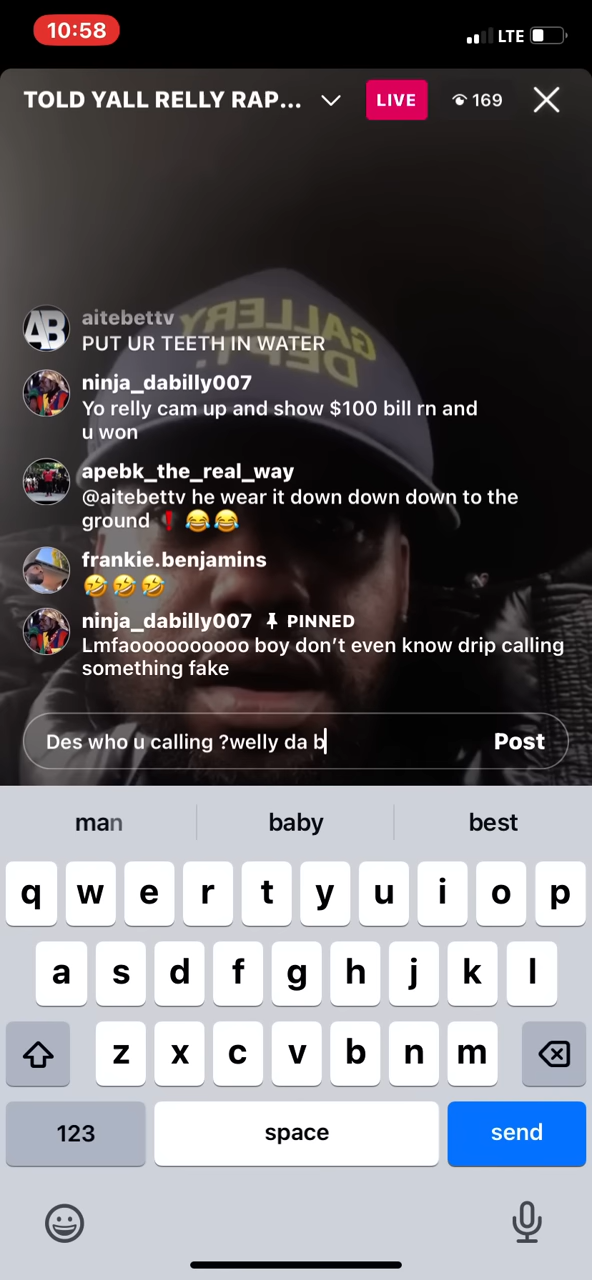 10:58
LTE
TOLD YALL RELLY RAP...
LIVE
169
GALLERY
DEPT.
AB
aitebettv
PUT UR TEETH IN WATER
ninja_dabilly007
Yo relly cam up and show $100 bill rn and
u won
apebk_the_real_way
@aitebettv he wear it down down down to the
ground❗😂😂
frankie.benjamins
🤣🤣🤣
ninja_dabilly007 PINNED
Lmfaoooooooooo boy don’t even know drip calling
something fake
Des who u calling ?welly da b
Post
man baby best
q w e r t y u i o p
a s d f g h j k l
z x c v b n m
123 space send